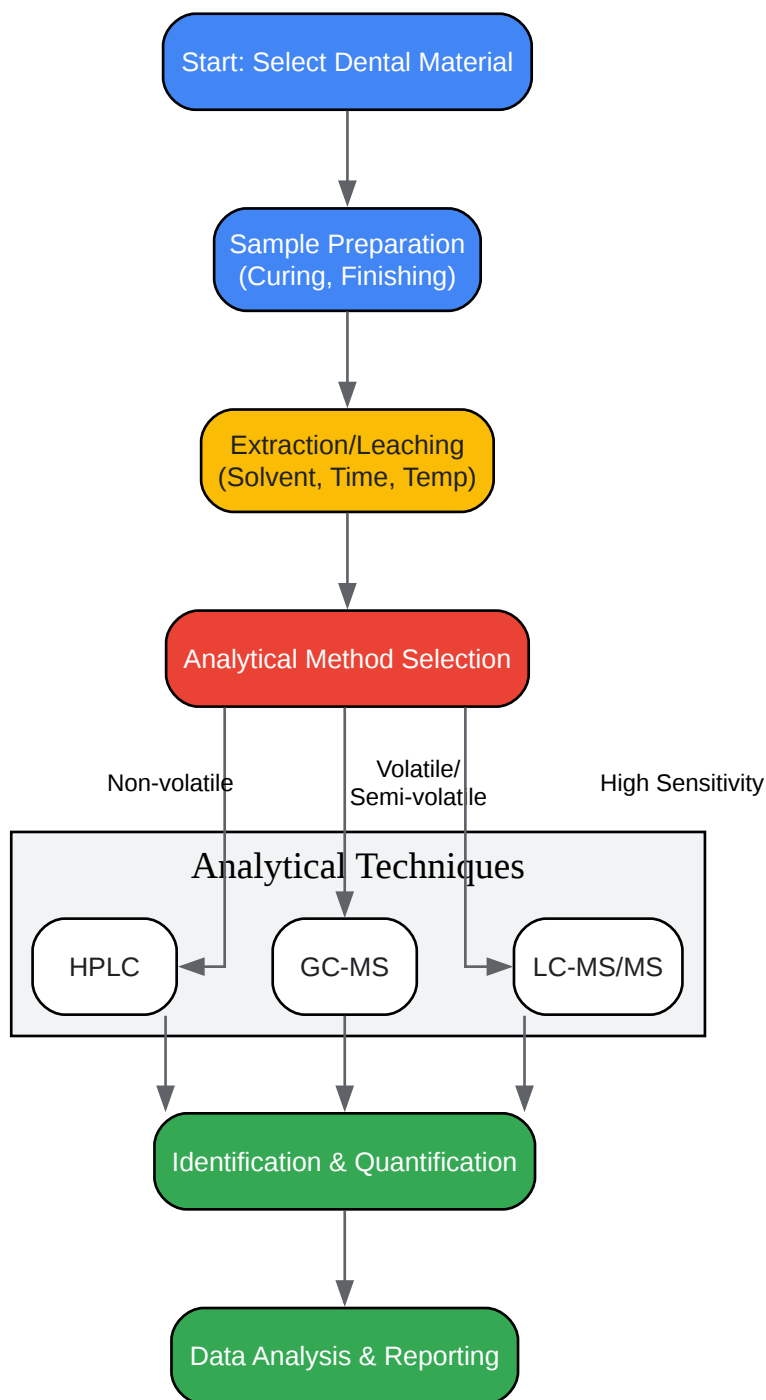 Start: Select Dental Material
Sample Preparation
(Curing, Finishing)
Extraction/Leaching
(Solvent, Time, Temp)
Analytical Method Selection
Non-volatile
Volatile/
Semi-volatile
High Sensitivity
Analytical Techniques
HPLC
GC-MS
LC-MS/MS
Identification & Quantification
Data Analysis & Reporting